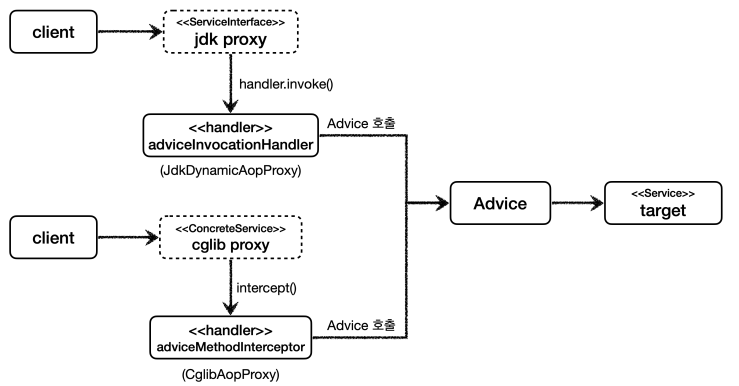 client
<<ServiceInterface>>
jdk proxy
handler.invoke()
<<handler>>
adviceInvocationHandler
(JdkDynamicAopProxy)
Advice 호출
client
<<ConcreteService>>
cglib proxy
intercept()
<<handler>>
adviceMethodInterceptor
(CglibAopProxy)
Advice 호출
Advice
<<Service>>
target